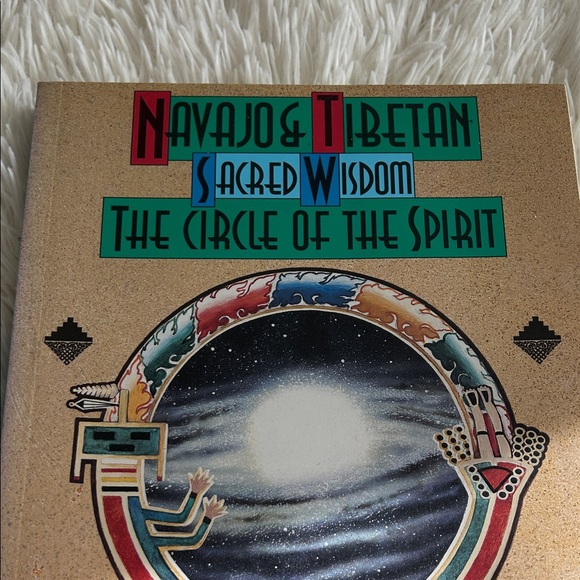 NAVAJO & TIBETAN
SACRED WISDOM
THE CIRCLE OF THE SPIRIT